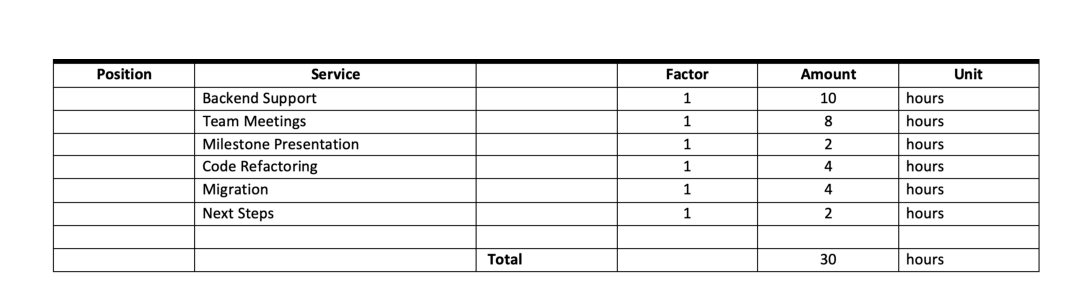 Position Service Factor Amount Unit
Backend Support 1 10 hours
Team Meetings 1 8 hours
Milestone Presentation 1 2 hours
Code Refactoring 1 4 hours
Migration 1 4 hours
Next Steps 1 2 hours
Total 30 hours